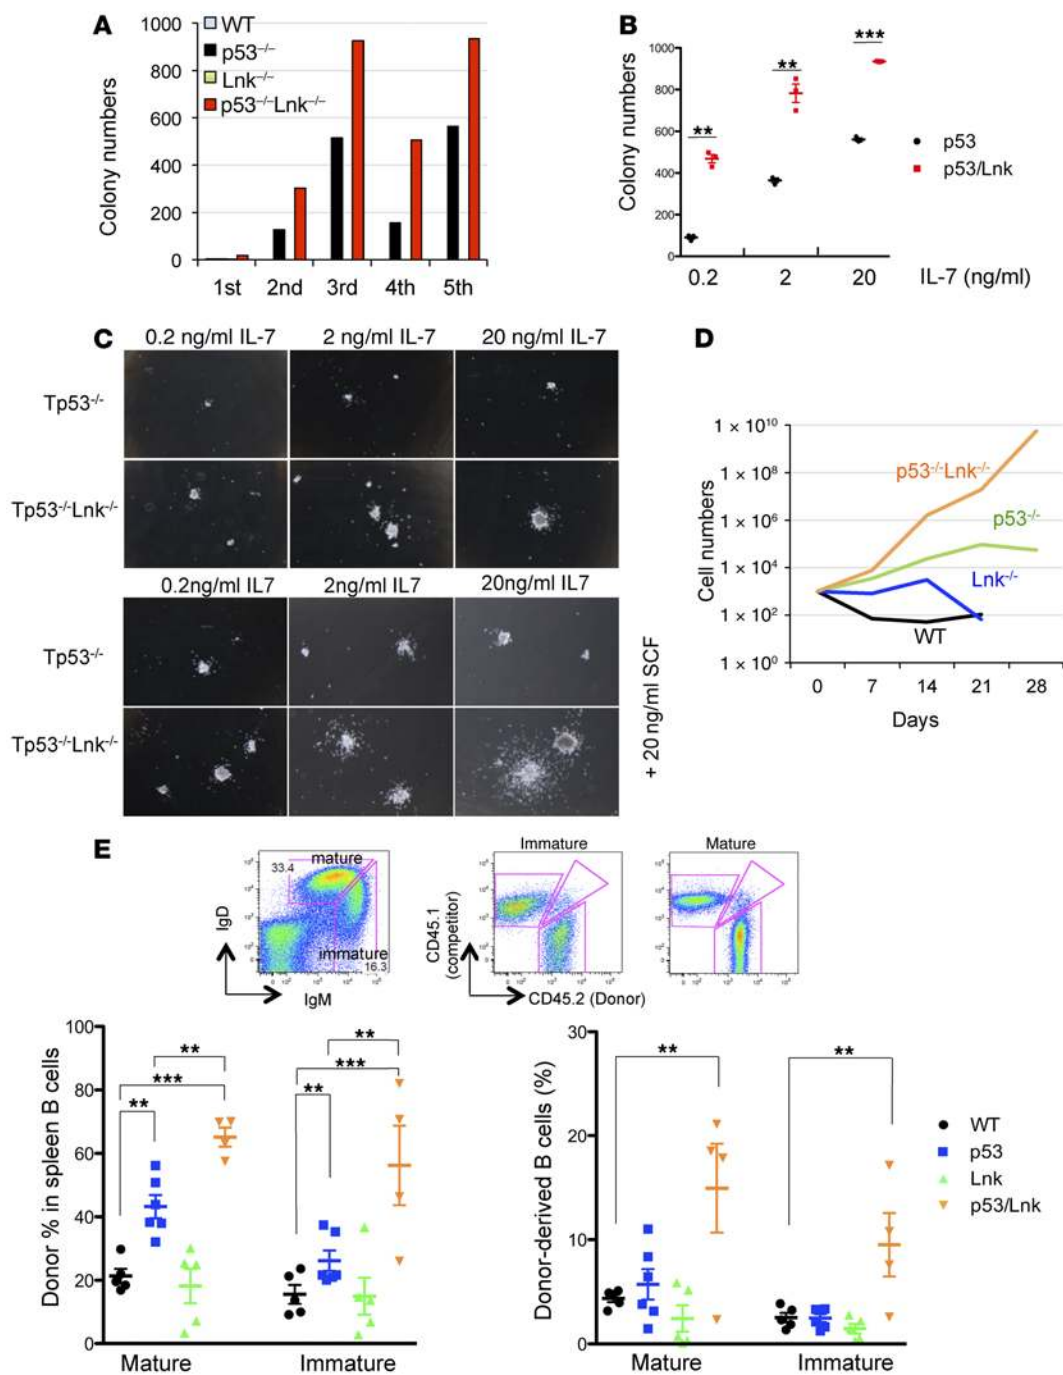 A
1000
800
600
400
200
0
Colony numbers
WT
p53⁻/⁻
Lnk⁻/⁻
p53⁻/⁻Lnk⁻/⁻
1st 2nd 3rd 4th 5th
B
1000
800
600
400
200
0
Colony numbers
**
**
***
p53
p53/Lnk
0.2 2 20 IL-7 (ng/ml)
C
0.2 ng/ml IL-7 2 ng/ml IL-7 20 ng/ml IL-7
Tp53⁻/⁻
Tp53⁻/⁻Lnk⁻/⁻
0.2ng/ml IL7 2ng/ml IL7 20ng/ml IL7
Tp53⁻/⁻
Tp53⁻/⁻Lnk⁻/⁻
+ 20 ng/ml SCF
D
1 × 10¹⁰
1 × 10⁸
1 × 10⁶
1 × 10⁴
1 × 10²
1 × 10⁰
Cell numbers
p53⁻/⁻Lnk⁻/⁻
p53⁻/⁻
Lnk⁻/⁻
WT
0 7 14 21 28
Days
E
mature
33.4
immature
16.3
IgD
IgM
Immature
Mature
CD45.1
(competitor)
CD45.2 (Donor)
100
80
60
40
20
0
Donor % in spleen B cells
**
***
**
**
***
**
Mature Immature
30
20
10
0
Donor-derived B cells (%)
**
**
Mature Immature
WT
p53
Lnk
p53/Lnk